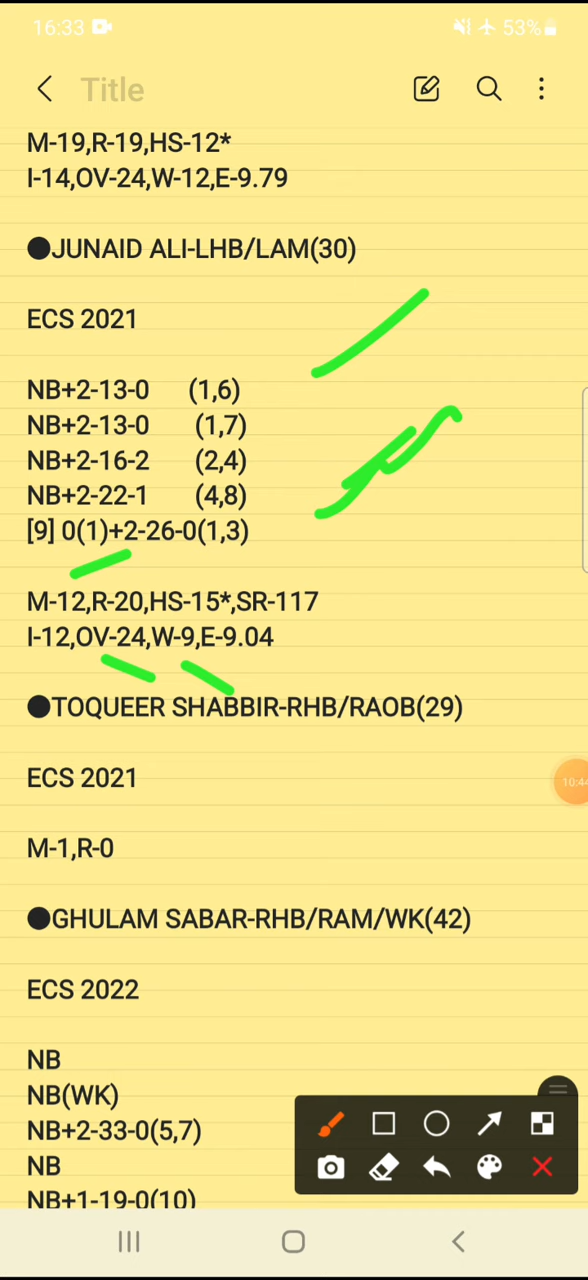 16:33
53%
Title
M-19,R-19,HS-12*
I-14,OV-24,W-12,E-9.79
●JUNAID ALI-LHB/LAM(30)
ECS 2021
NB+2-13-0 (1,6)
NB+2-13-0 (1,7)
NB+2-16-2 (2,4)
NB+2-22-1 (4,8)
[9] 0(1)+2-26-0(1,3)
M-12,R-20,HS-15*,SR-117
I-12,OV-24,W-9,E-9.04
●TOQUEER SHABBIR-RHB/RAOB(29)
ECS 2021
10:44
M-1,R-0
●GHULAM SABAR-RHB/RAM/WK(42)
ECS 2022
NB
NB(WK)
NB+2-33-0(5,7)
NB
NB+1-19-0(10)